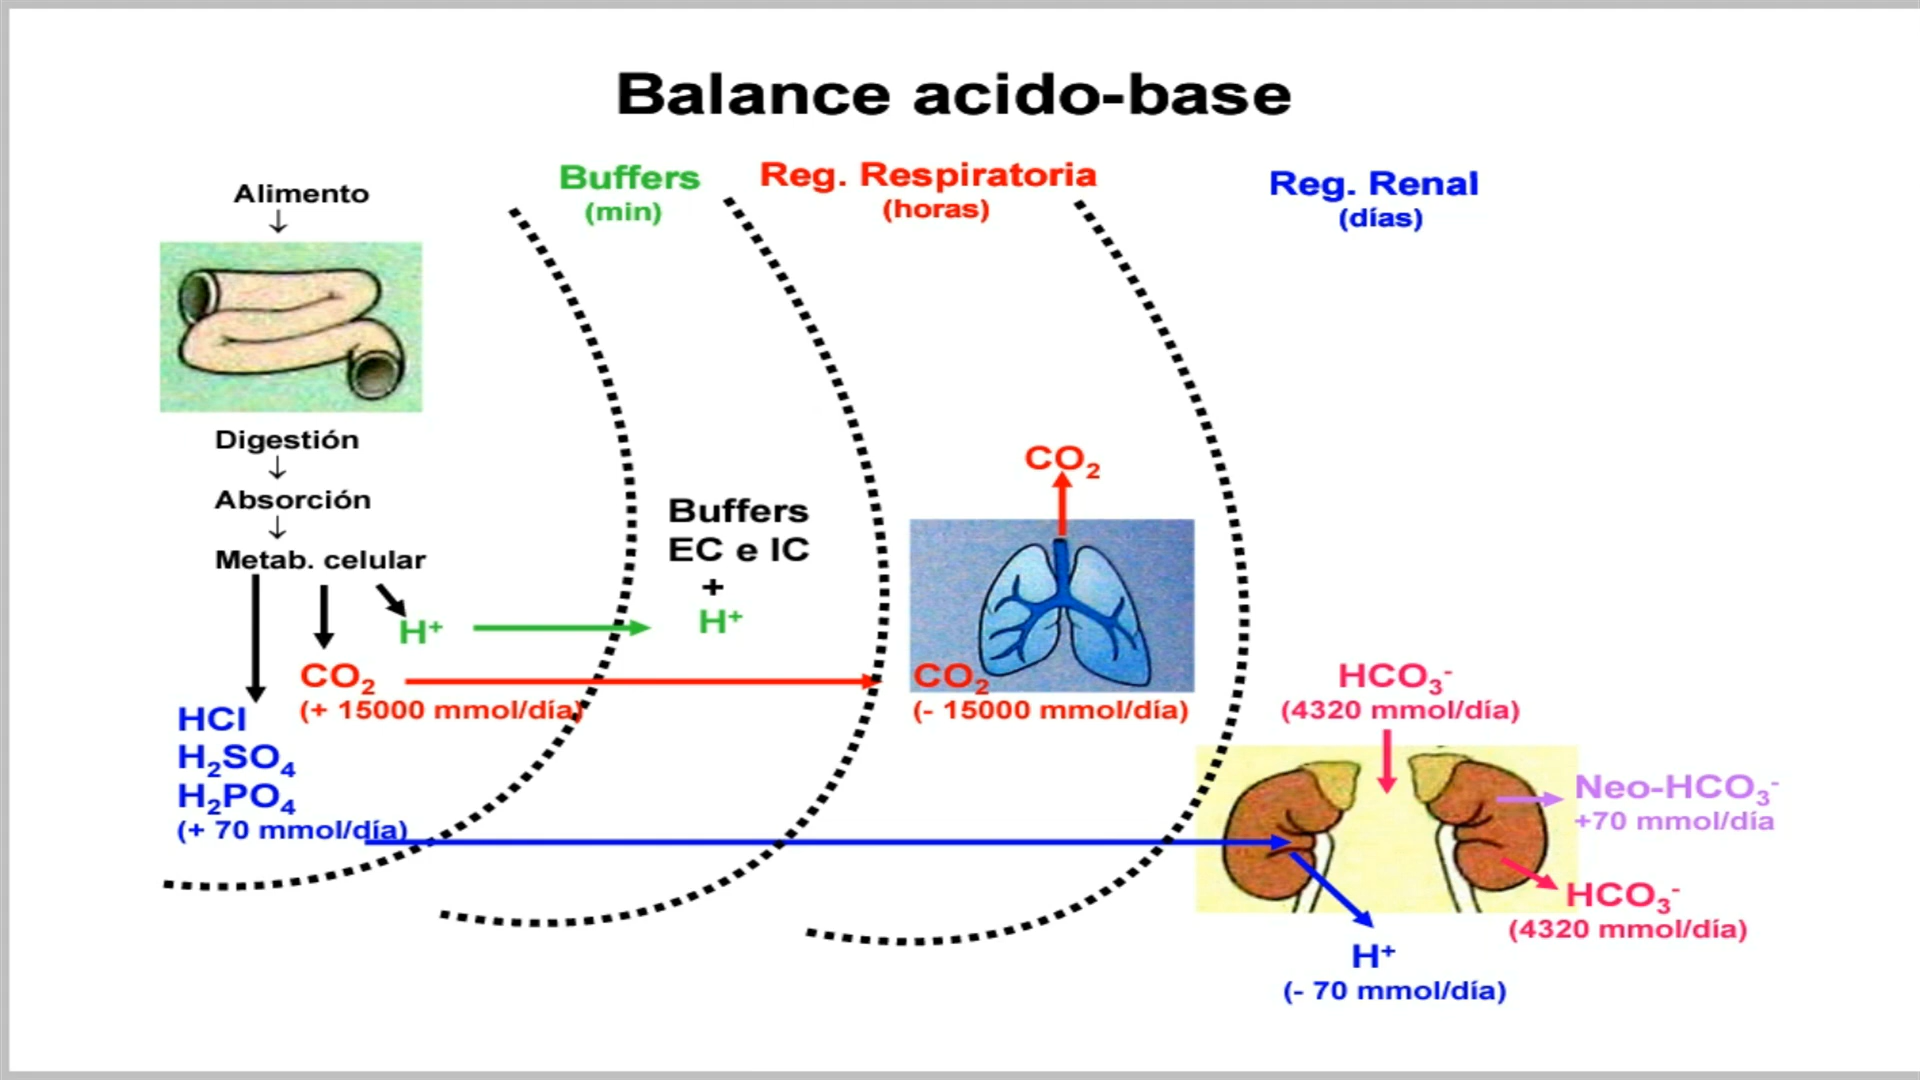 Balance acido-base
Alimento
↓
Digestión
↓
Absorción
↓
Metab. celular
H⁺
CO₂
(+ 15000 mmol/día)
HCl
H₂SO₄
H₂PO₄
(+ 70 mmol/día)
Buffers
(min)
Buffers
EC e IC
+
H⁺
Reg. Respiratoria
(horas)
CO₂
CO₂
(- 15000 mmol/día)
Reg. Renal
(días)
HCO₃⁻
(4320 mmol/día)
Neo-HCO₃⁻
+70 mmol/día
HCO₃⁻
(4320 mmol/día)
H⁺
(- 70 mmol/día)